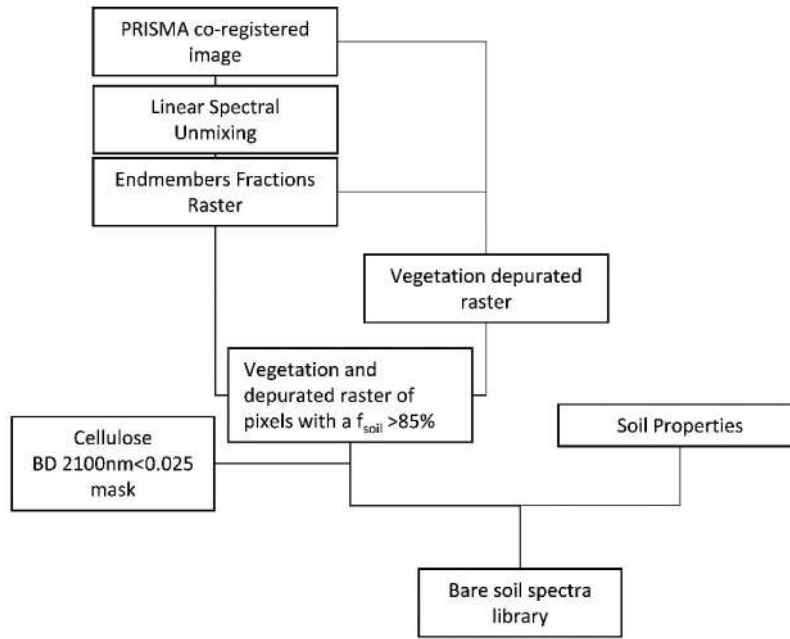 PRISMA co-registered
image
Linear Spectral
Unmixing
Endmembers Fractions
Raster
Vegetation depurated
raster
Vegetation and
depurated raster of
pixels with a fsoil >85%
Cellulose
BD 2100nm<0.025
mask
Soil Properties
Bare soil spectra
library